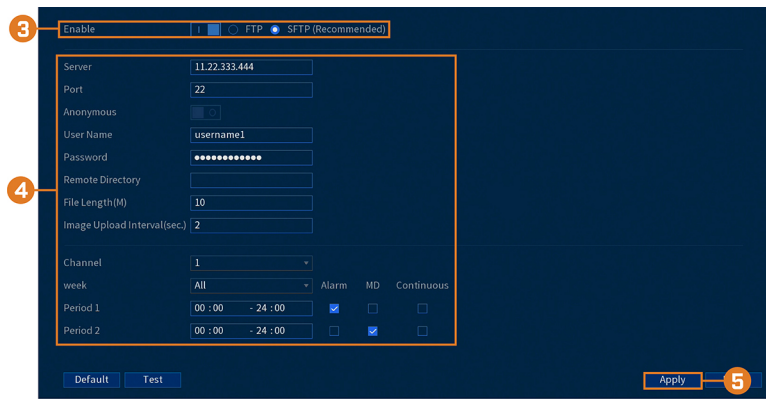 3
Enable FTP SFTP (Recommended)
4
Server 11.22.333.444
Port 22
Anonymous
User Name username1
Password ●●●●●●●●●●●●
Remote Directory
File Length(M) 10
Image Upload Interval(sec.) 2
Channel 1
week All Alarm MD Continuous
Period 1 00 : 00 - 24 : 00
Period 2 00 : 00 - 24 : 00
Default Test Apply 5